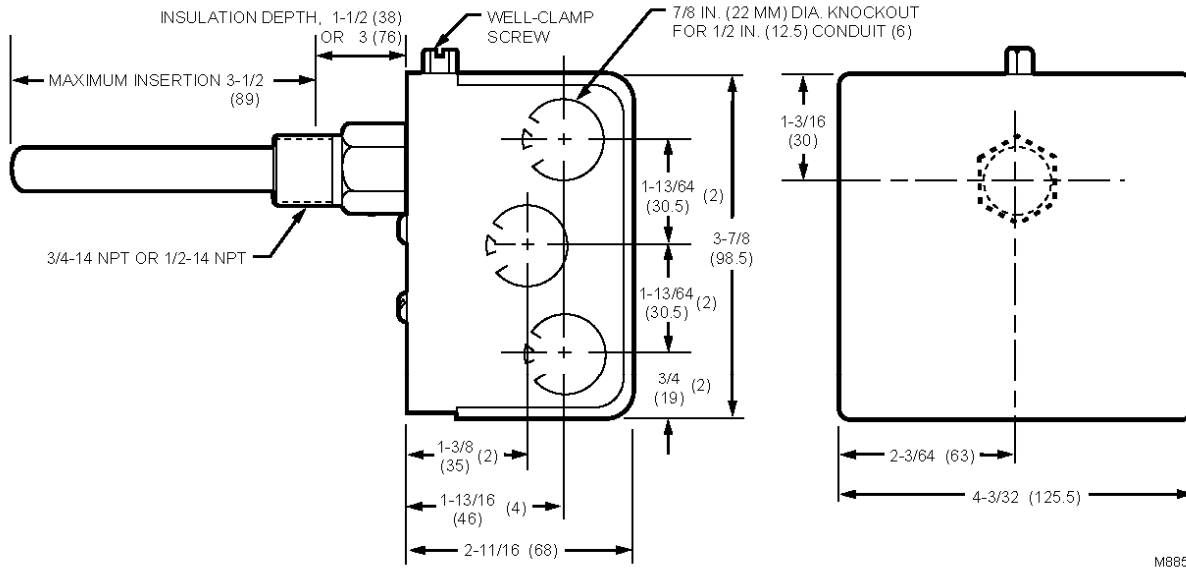 INSULATION DEPTH, 1-1/2 (38)
OR 3 (76)
WELL-CLAMP
SCREW
7/8 IN. (22 MM) DIA. KNOCKOUT
FOR 1/2 IN. (12.5) CONDUIT (6)
MAXIMUM INSERTION 3-1/2
(89)
1-3/16
(30)
1-13/64 (2)
(30.5)
3-7/8
(98.5)
3/4-14 NPT OR 1/2-14 NPT
1-13/64 (2)
(30.5)
3/4 (2)
(19)
1-3/8 (2)
(35)
2-3/64 (63)
1-13/16 (4)
(46)
4-3/32 (125.5)
2-11/16 (68)
M885